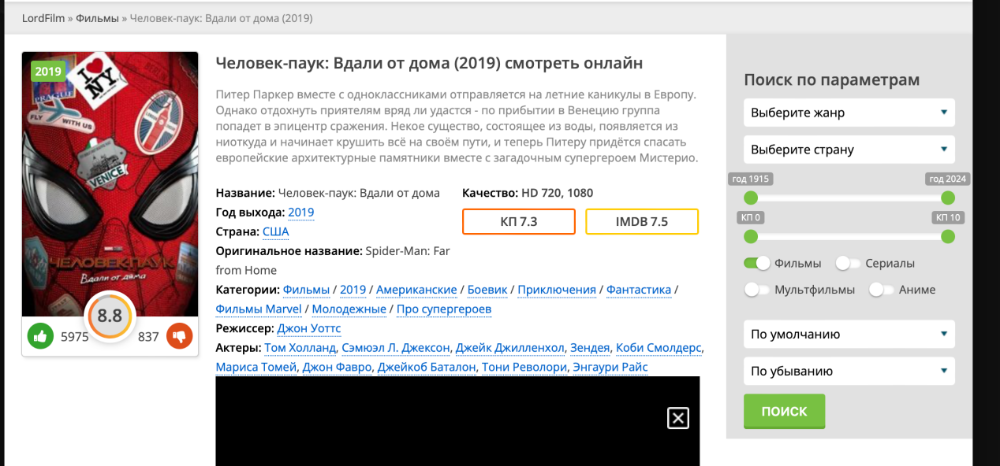 LordFilm » Фильмы » Человек-паук: Вдали от дома (2019)
2019
I NY
PRAGUE
BERLIN
FLY
WITH US
LONDON
VENICE
ЧЕЛОВЕК-ПАУК
Вдали от дома
8.8
5975
837
Человек-паук: Вдали от дома (2019) смотреть онлайн
Питер Паркер вместе с одноклассниками отправляется на летние каникулы в Европу.
Однако отдохнуть приятелям вряд ли удастся - по прибытии в Венецию группа
попадет в эпицентр сражения. Некое существо, состоящее из воды, появляется из
ниоткуда и начинает крушить всё на своём пути, и теперь Питеру придётся спасать
европейские архитектурные памятники вместе с загадочным супергероем Мистерио.
Название: Человек-паук: Вдали от дома
Год выхода: 2019
Страна: США
Оригинальное название: Spider-Man: Far
from Home
Качество: HD 720, 1080
КП 7.3
IMDB 7.5
Категории: Фильмы / 2019 / Американские / Боевик / Приключения / Фантастика /
Фильмы Marvel / Молодежные / Про супергероев
Режиссер: Джон Уоттс
Актеры: Том Холланд, Сэмюэл Л. Джексон, Джейк Джилленхол, Зендея, Коби Смолдерс,
Мариса Томей, Джон Фавро, Джейкоб Баталон, Тони Револори, Энгаури Райс
Поиск по параметрам
Выберите жанр
Выберите страну
год 1915
год 2024
КП 0
КП 10
Фильмы
Сериалы
Мультфильмы
Аниме
По умолчанию
По убыванию
ПОИСК